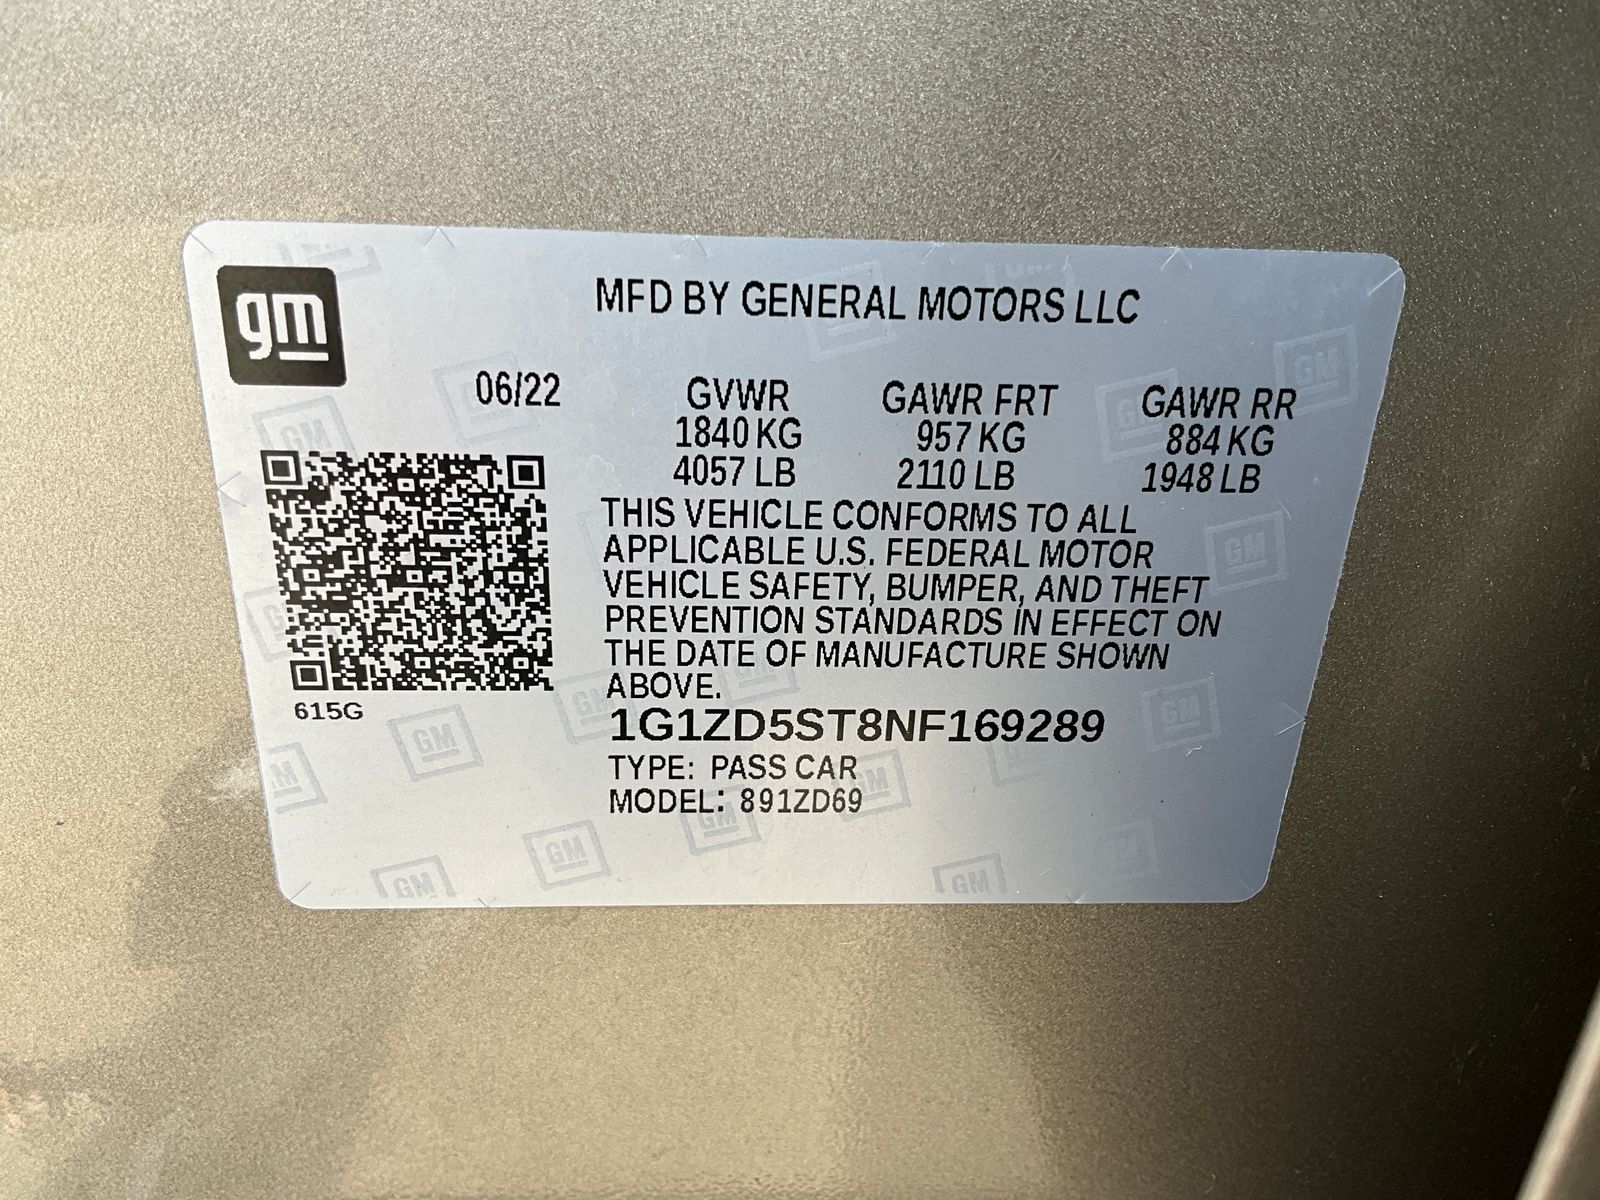 gm
MFD BY GENERAL MOTORS LLC
06/22 GVWR GAWR FRT GAWR RR
1840 KG 957 KG 884 KG
4057 LB 2110 LB 1948 LB
THIS VEHICLE CONFORMS TO ALL
APPLICABLE U.S. FEDERAL MOTOR
VEHICLE SAFETY, BUMPER, AND THEFT
PREVENTION STANDARDS IN EFFECT ON
THE DATE OF MANUFACTURE SHOWN
ABOVE.
615G
1G1ZD5ST8NF169289
TYPE: PASS CAR
MODEL: 891ZD69